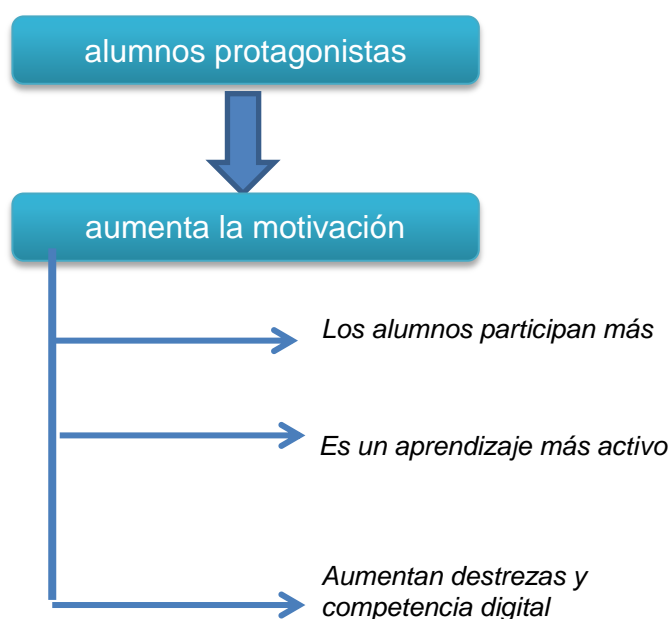 alumnos protagonistas
aumenta la motivación
Los alumnos participan más
Es un aprendizaje más activo
Aumentan destrezas y
competencia digital